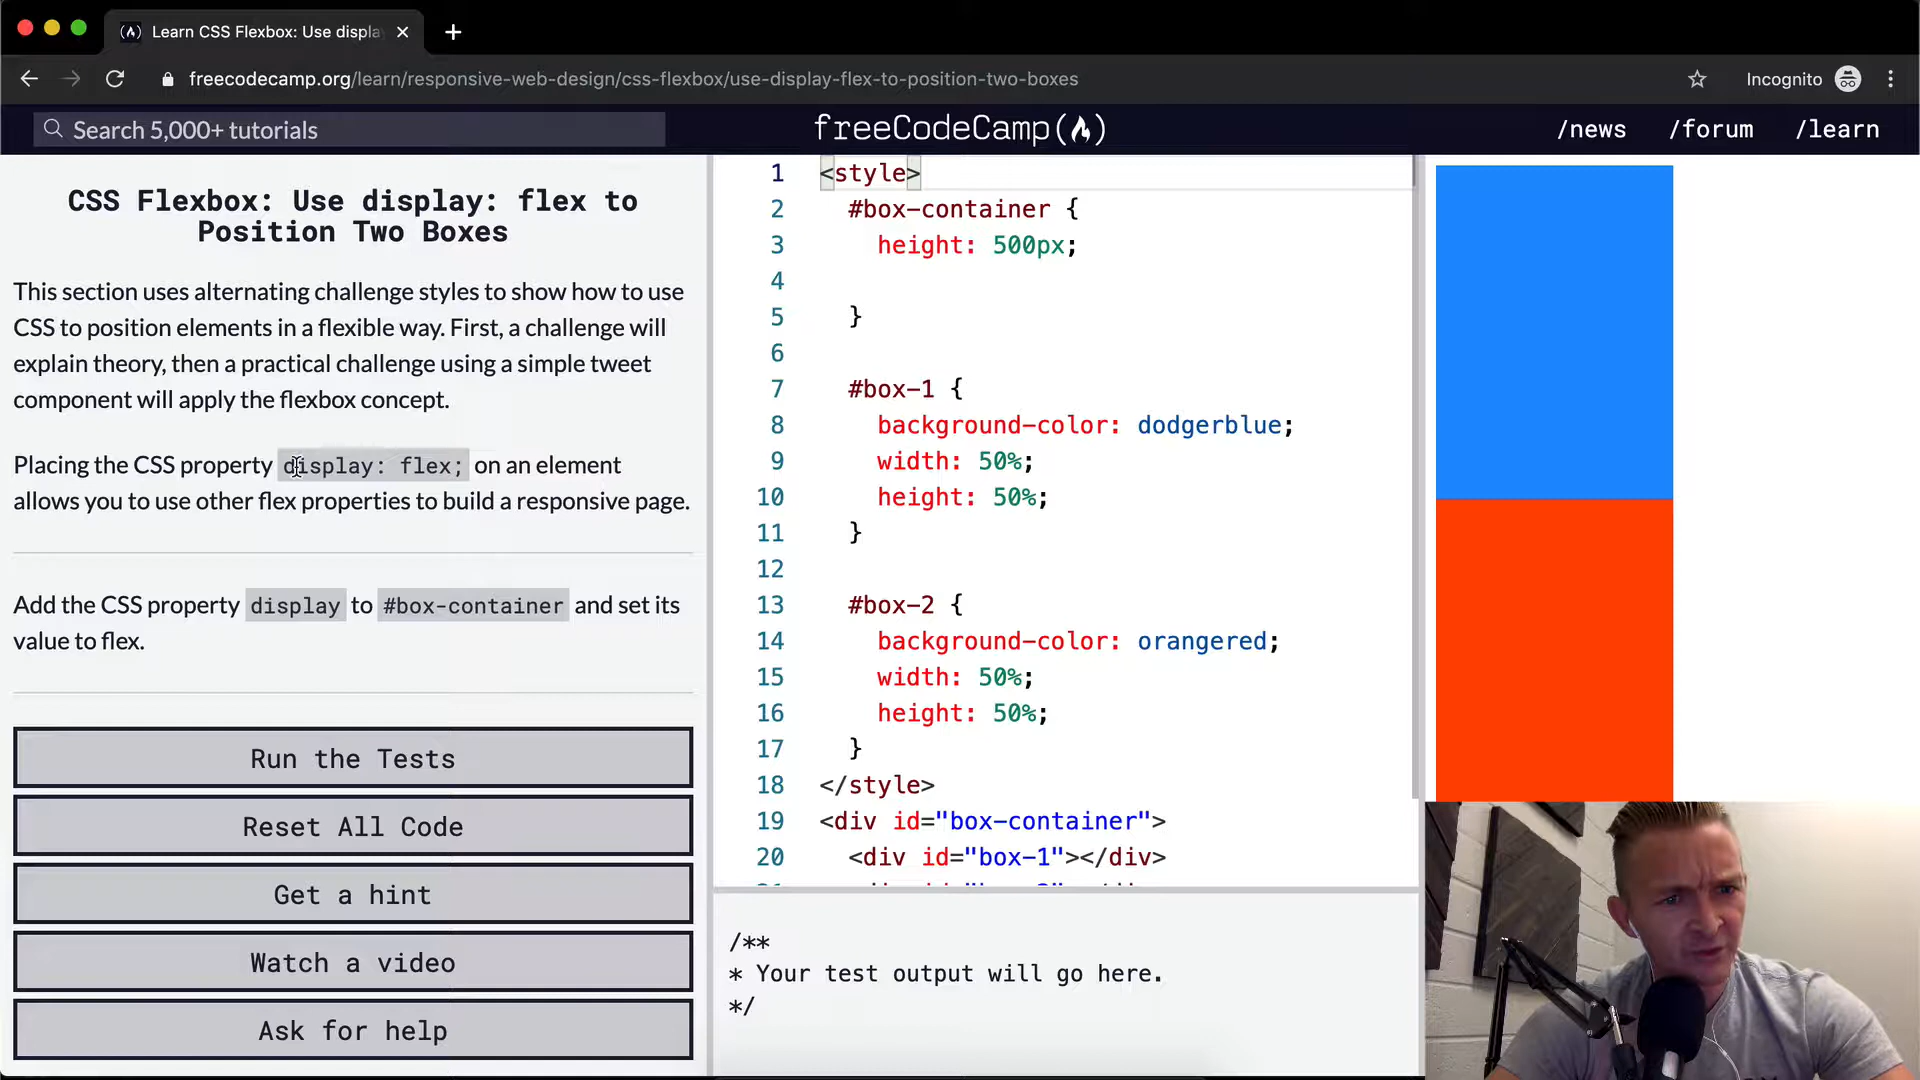 Learn CSS Flexbox: Use displa
freecodecamp.org/learn/responsive-web-design/css-flexbox/use-display-flex-to-position-two-boxes
Incognito
Search 5,000+ tutorials
freeCodeCamp
/news
/forum
/learn
CSS Flexbox: Use display: flex to
Position Two Boxes
This section uses alternating challenge styles to show how to use
CSS to position elements in a flexible way. First, a challenge will
explain theory, then a practical challenge using a simple tweet
component will apply the flexbox concept.
Placing the CSS property display: flex; on an element
allows you to use other flex properties to build a responsive page.
Add the CSS property display to #box-container and set its
value to flex.
Run the Tests
Reset All Code
Get a hint
Watch a video
Ask for help
1 <style>
2 #box-container {
3 height: 500px;
4
5 }
6
7 #box-1 {
8 background-color: dodgerblue;
9 width: 50%;
10 height: 50%;
11 }
12
13 #box-2 {
14 background-color: orangered;
15 width: 50%;
16 height: 50%;
17 }
18 </style>
19 <div id="box-container">
20 <div id="box-1"></div>
/**
* Your test output will go here.
*/